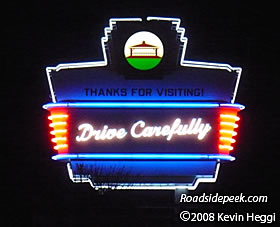 THANKS FOR VISITING!
Drive Carefully
Roadsidepeek.com
©2008 Kevin Heggi